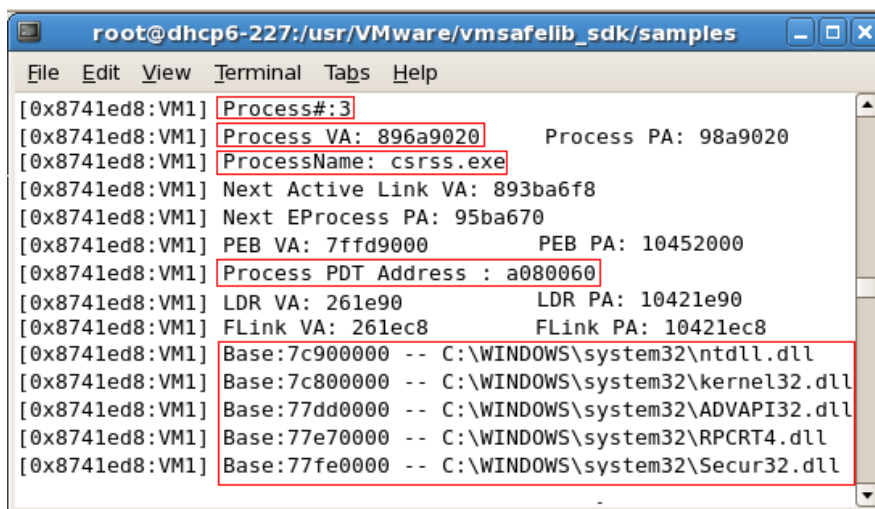 root@dhcp6-227:/usr/VMware/vmsafelib_sdk/samples
File Edit View Terminal Tabs Help
[0x8741ed8:VM1] Process#:3
[0x8741ed8:VM1] Process VA: 896a9020 Process PA: 98a9020
[0x8741ed8:VM1] ProcessName: csrss.exe
[0x8741ed8:VM1] Next Active Link VA: 893ba6f8
[0x8741ed8:VM1] Next EProcess PA: 95ba670
[0x8741ed8:VM1] PEB VA: 7ffd9000 PEB PA: 10452000
[0x8741ed8:VM1] Process PDT Address : a080060
[0x8741ed8:VM1] LDR VA: 261e90 LDR PA: 10421e90
[0x8741ed8:VM1] FLink VA: 261ec8 FLink PA: 10421ec8
[0x8741ed8:VM1] Base:7c900000 -- C:\WINDOWS\system32\ntdll.dll
[0x8741ed8:VM1] Base:7c800000 -- C:\WINDOWS\system32\kernel32.dll
[0x8741ed8:VM1] Base:77dd0000 -- C:\WINDOWS\system32\ADVAPI32.dll
[0x8741ed8:VM1] Base:77e70000 -- C:\WINDOWS\system32\RPCRT4.dll
[0x8741ed8:VM1] Base:77fe0000 -- C:\WINDOWS\system32\Secur32.dll